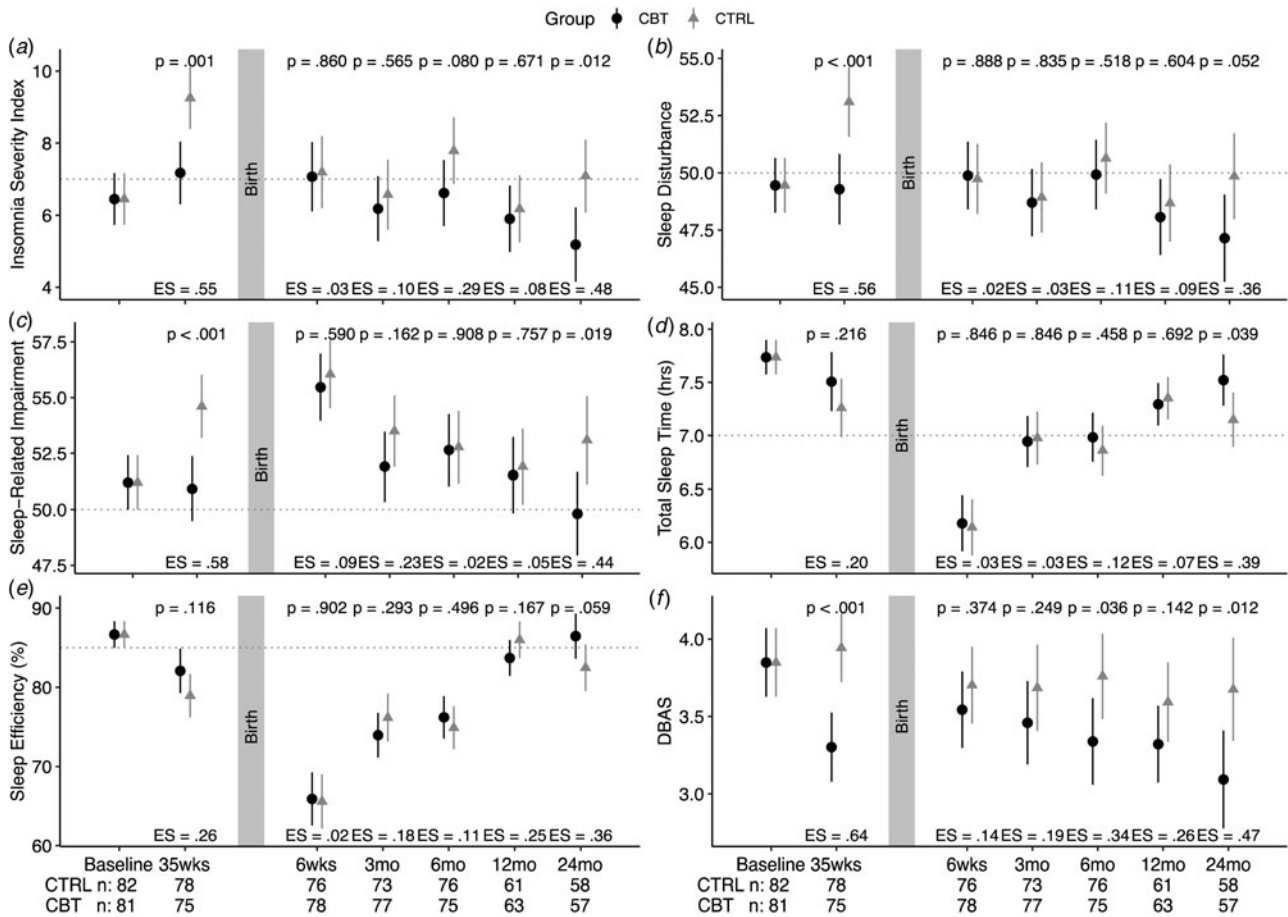 Group CBT CTRL
(a)
p = .001 p = .860 p = .565 p = .080 p = .671 p = .012
Insomnia Severity Index
10
8
6
4
Birth
ES = .55 ES = .03 ES = .10 ES = .29 ES = .08 ES = .48
(b)
p < .001 p = .888 p = .835 p = .518 p = .604 p = .052
Sleep Disturbance
55.0
52.5
50.0
47.5
45.0
Birth
ES = .56 ES = .02 ES = .03 ES = .11 ES = .09 ES = .36
(c)
p < .001 p = .590 p = .162 p = .908 p = .757 p = .019
Sleep-Related Impairment
57.5
55.0
52.5
50.0
47.5
Birth
ES = .58 ES = .09 ES = .23 ES = .02 ES = .05 ES = .44
(d)
p = .216 p = .846 p = .846 p = .458 p = .692 p = .039
Total Sleep Time (hrs)
8.0
7.5
7.0
6.5
6.0
Birth
ES = .20 ES = .03 ES = .03 ES = .12 ES = .07 ES = .39
(e)
p = .116 p = .902 p = .293 p = .496 p = .167 p = .059
Sleep Efficiency (%)
90
80
70
60
Birth
ES = .26 ES = .02 ES = .18 ES = .11 ES = .25 ES = .36
Baseline 35wks 6wks 3mo 6mo 12mo 24mo
CTRL n: 82 78 76 73 76 61 58
CBT n: 81 75 78 77 75 63 57
(f)
p < .001 p = .374 p = .249 p = .036 p = .142 p = .012
DBAS
4.0
3.5
3.0
Birth
ES = .64 ES = .14 ES = .19 ES = .34 ES = .26 ES = .47
Baseline 35wks 6wks 3mo 6mo 12mo 24mo
CTRL n: 82 78 76 73 76 61 58
CBT n: 81 75 78 77 75 63 57